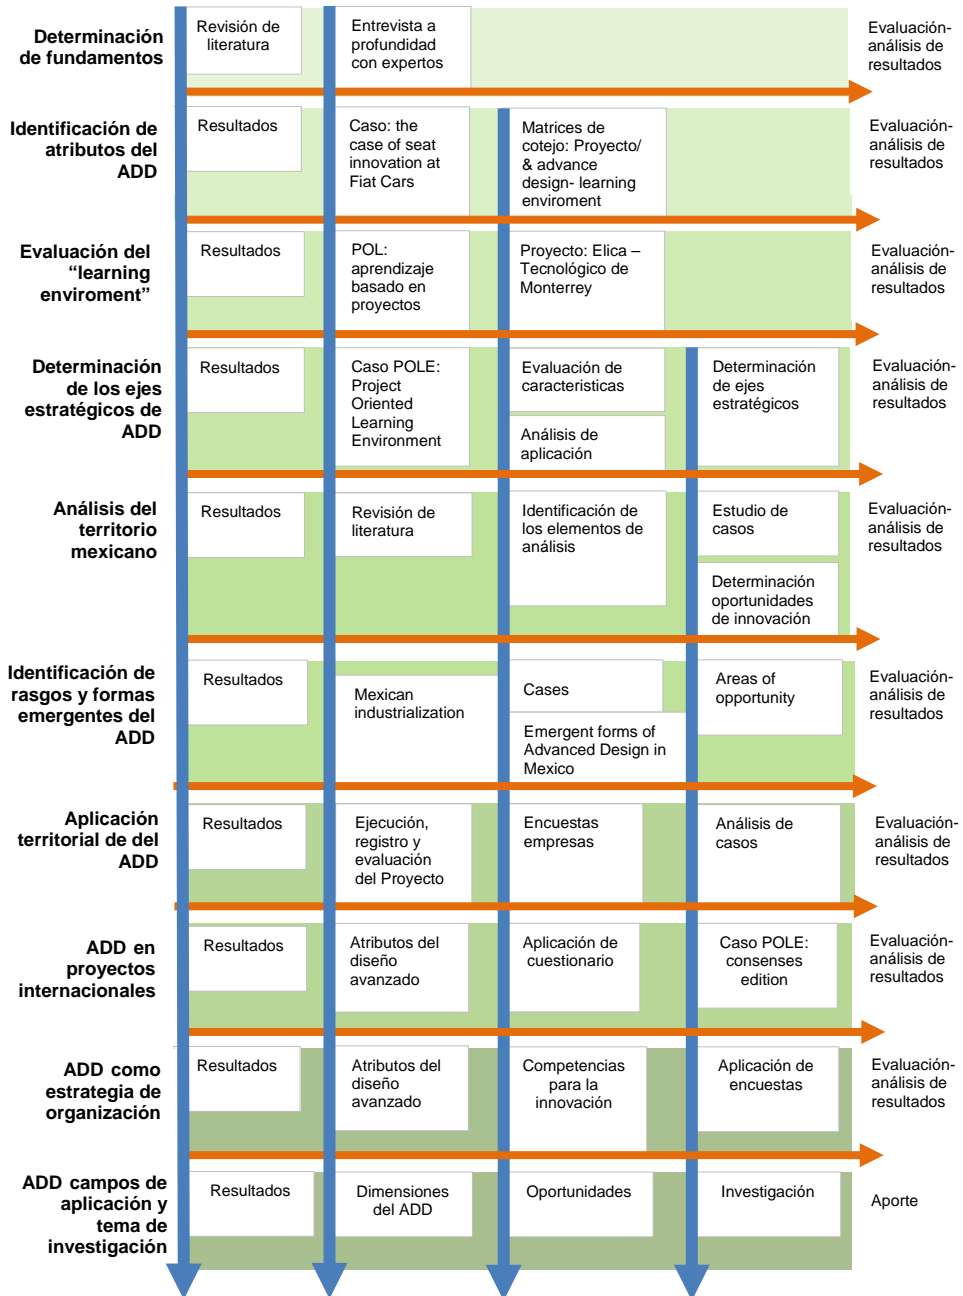 Determinación
de fundamentos
Revisión de
literatura
Entrevista a
profundidad
con expertos
Evaluación-
análisis de
resultados
Identificación de
atributos del
ADD
Resultados
Caso: the
case of seat
innovation at
Fiat Cars
Matrices de
cotejo: Proyecto/
& advance
design- learning
enviroment
Evaluación-
análisis de
resultados
Evaluación del
“learning
enviroment”
Resultados
POL:
aprendizaje
basado en
proyectos
Proyecto: Elica –
Tecnológico de
Monterrey
Evaluación-
análisis de
resultados
Determinación
de los ejes
estratégicos de
ADD
Resultados
Caso POLE:
Project
Oriented
Learning
Environment
Evaluación de
caracteristicas
Análisis de
aplicación
Determinación
de ejes
estratégicos
Evaluación-
análisis de
resultados
Análisis del
territorio
mexicano
Resultados
Revisión de
literatura
Identificación de
los elementos de
análisis
Estudio de
casos
Determinación
oportunidades
de innovación
Evaluación-
análisis de
resultados
Identificación de
rasgos y formas
emergentes del
ADD
Resultados
Mexican
industrialization
Cases
Emergent forms of
Advanced Design in
Mexico
Areas of
opportunity
Evaluación-
análisis de
resultados
Aplicación
territorial de del
ADD
Resultados
Ejecución,
registro y
evaluación
del Proyecto
Encuestas
empresas
Análisis de
casos
Evaluación-
análisis de
resultados
ADD en
proyectos
internacionales
Resultados
Atributos del
diseño
avanzado
Aplicación de
cuestionario
Caso POLE:
consenses
edition
Evaluación-
análisis de
resultados
ADD como
estrategia de
organización
Resultados
Atributos del
diseño
avanzado
Competencias
para la
innovación
Aplicación de
encuestas
Evaluación-
análisis de
resultados
ADD campos de
aplicación y
tema de
investigación
Resultados
Dimensiones
del ADD
Oportunidades
Investigación
Aporte